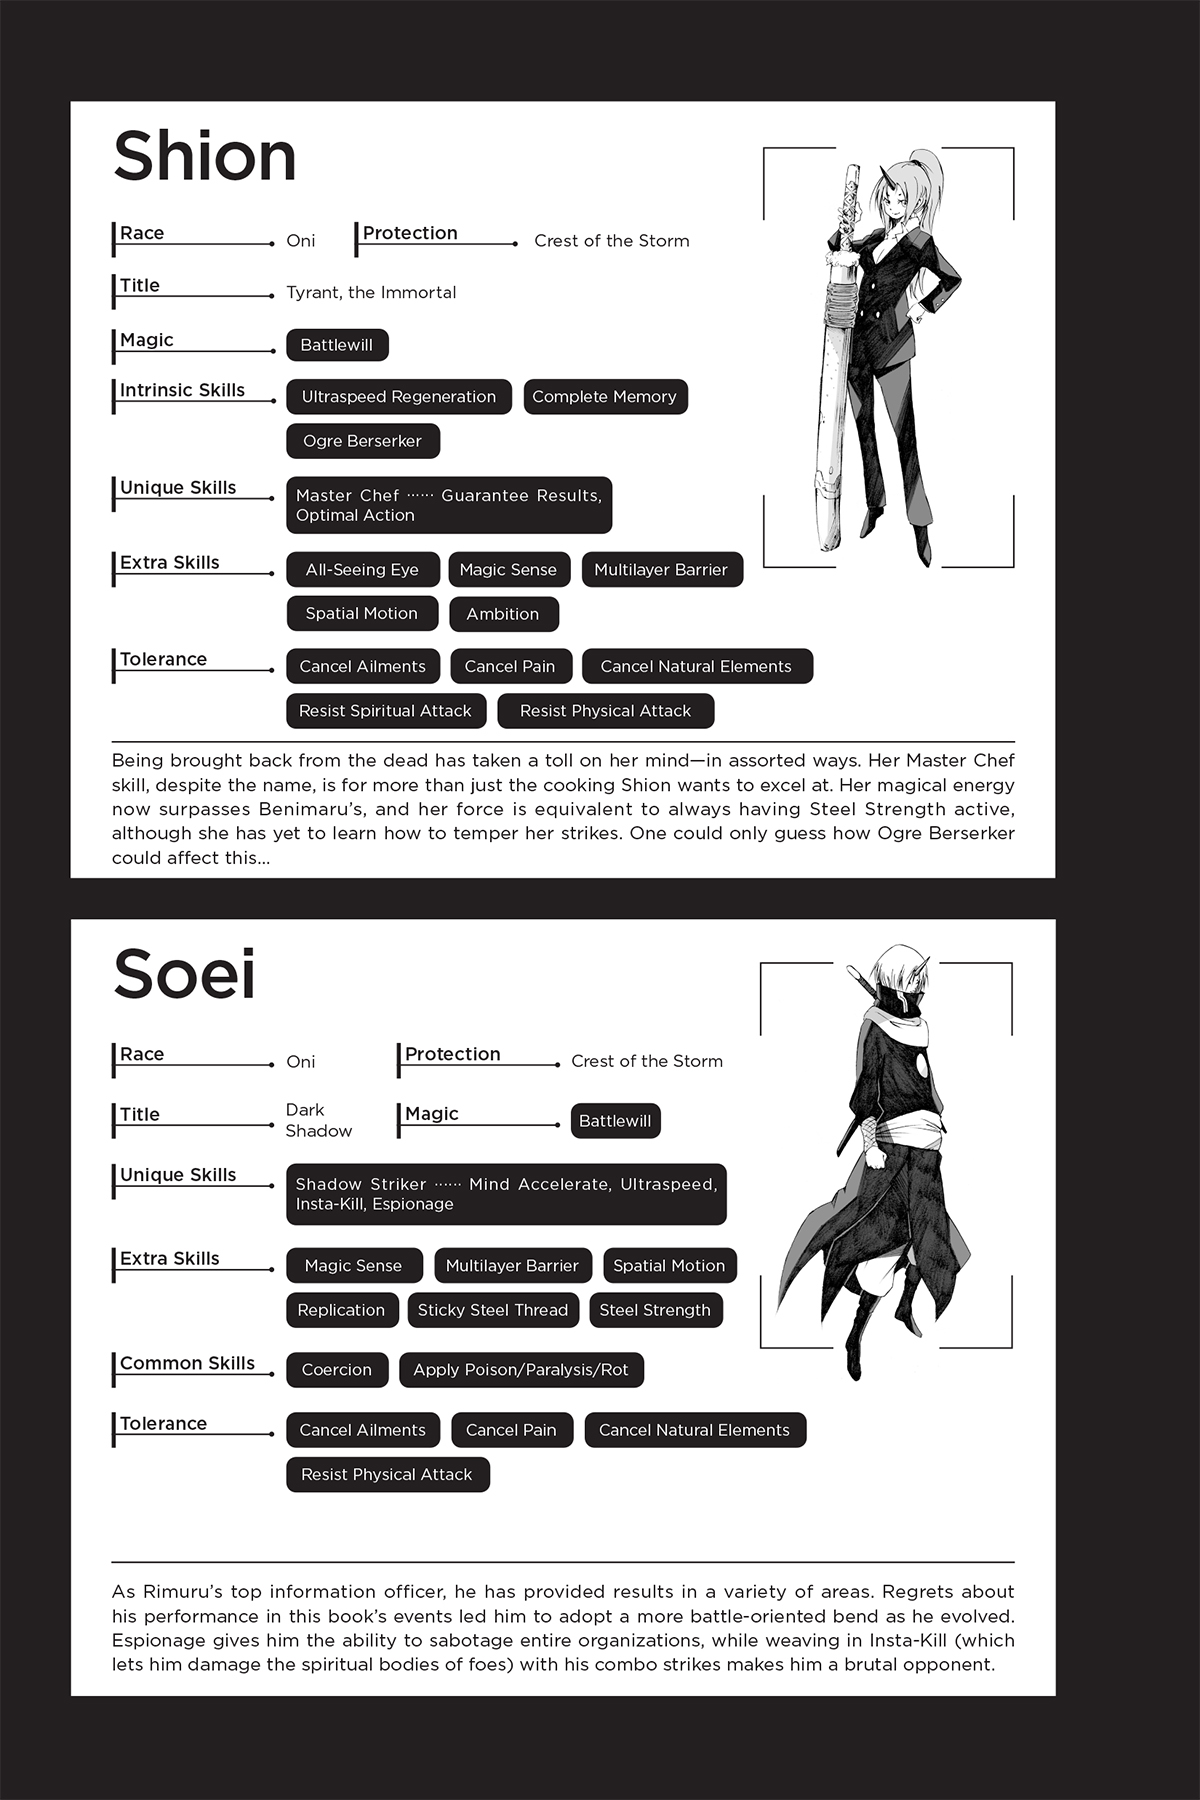 Shion
Race Oni Protection Crest of the Storm
Title Tyrant, the Immortal
Magic Battlewill
Intrinsic Skills Ultraspeed Regeneration Complete Memory
Ogre Berserker
Unique Skills Master Chef ······ Guarantee Results,
Optimal Action
Extra Skills All-Seeing Eye Magic Sense Multilayer Barrier
Spatial Motion Ambition
Tolerance Cancel Ailments Cancel Pain Cancel Natural Elements
Resist Spiritual Attack Resist Physical Attack
Being brought back from the dead has taken a toll on her mind—in assorted ways. Her Master Chef
skill, despite the name, is for more than just the cooking Shion wants to excel at. Her magical energy
now surpasses Benimaru’s, and her force is equivalent to always having Steel Strength active,
although she has yet to learn how to temper her strikes. One could only guess how Ogre Berserker
could affect this...
Soei
Race Oni Protection Crest of the Storm
Title Dark
Shadow Magic Battlewill
Unique Skills Shadow Striker ······ Mind Accelerate, Ultraspeed,
Insta-Kill, Espionage
Extra Skills Magic Sense Multilayer Barrier Spatial Motion
Replication Sticky Steel Thread Steel Strength
Common Skills Coercion Apply Poison/Paralysis/Rot
Tolerance Cancel Ailments Cancel Pain Cancel Natural Elements
Resist Physical Attack
As Rimuru’s top information officer, he has provided results in a variety of areas. Regrets about
his performance in this book’s events led him to adopt a more battle-oriented bend as he evolved.
Espionage gives him the ability to sabotage entire organizations, while weaving in Insta-Kill (which
lets him damage the spiritual bodies of foes) with his combo strikes makes him a brutal opponent.